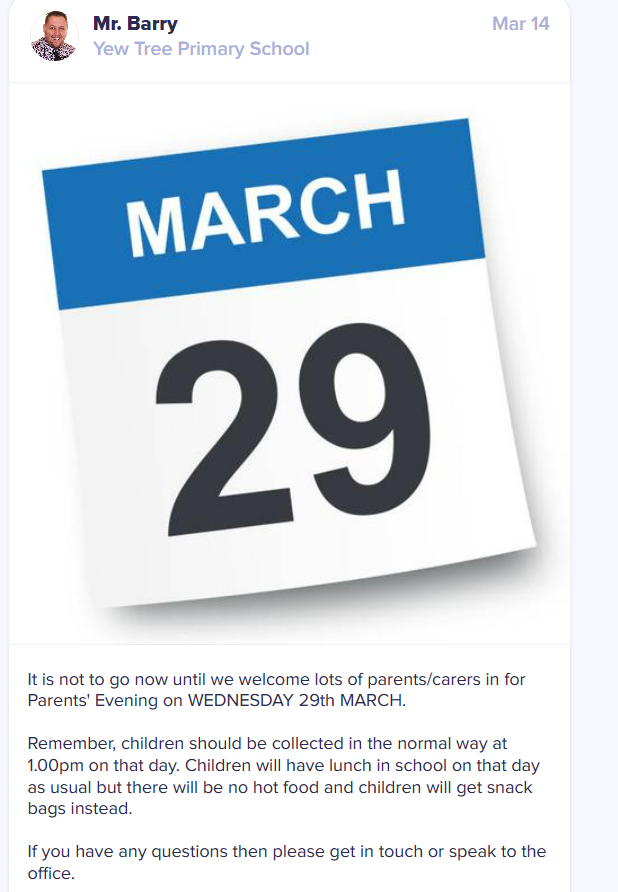 Mr. Barry
Mar 14
Yew Tree Primary School
MARCH
29
It is not to go now until we welcome lots of parents/carers in for
Parents' Evening on WEDNESDAY 29th MARCH.
Remember, children should be collected in the normal way at
1.00pm on that day. Children will have lunch in school on that day
as usual but there will be no hot food and children will get snack
bags instead.
If you have any questions then please get in touch or speak to the
office.